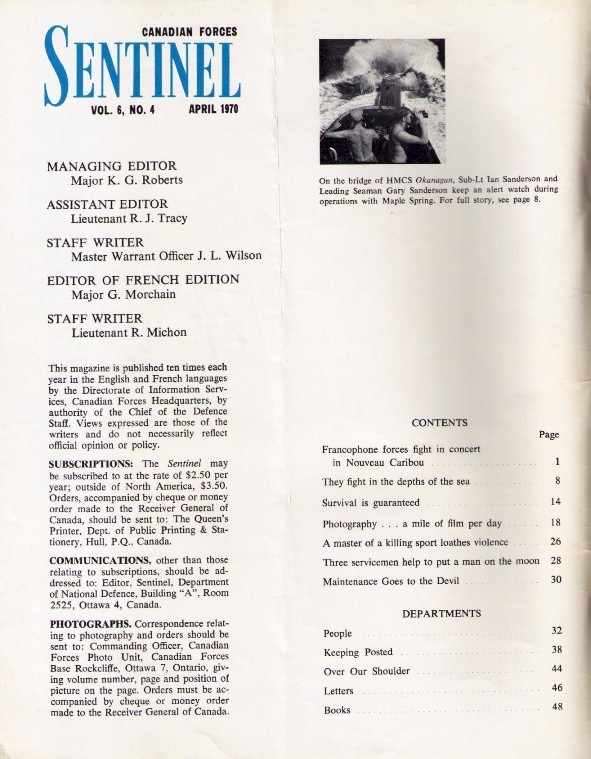 CANADIAN FORCES
SENTINEL
VOL. 6, NO. 4 APRIL 1970
MANAGING EDITOR
Major K. G. Roberts
ASSISTANT EDITOR
Lieutenant R. J. Tracy
STAFF WRITER
Master Warrant Officer J. L. Wilson
EDITOR OF FRENCH EDITION
Major G. Morchain
STAFF WRITER
Lieutenant R. Michon
This magazine is published ten times each
year in the English and French languages
by the Directorate of Information Serv-
ices, Canadian Forces Headquarters, by
authority of the Chief of the Defence
Staff. Views expressed are those of the
writers and do not necessarily reflect
official opinion or policy.
SUBSCRIPTIONS: The Sentinel may
be subscribed to at the rate of $2.50 per
year; outside of North America, $3.50.
Orders, accompanied by cheque or money
order made to the Receiver General of
Canada, should be sent to: The Queen's
Printer, Dept. of Public Printing & Sta-
tionery, Hull, P.Q., Canada.
COMMUNICATIONS, other than those
relating to subscriptions, should be ad-
dressed to: Editor, Sentinel, Department
of National Defence, Building "A", Room
2525, Ottawa 4, Canada.
PHOTOGRAPHS. Correspondence relat-
ing to photography and orders should be
sent to: Commanding Officer, Canadian
Forces Photo Unit, Canadian Forces
Base Rockcliffe, Ottawa 7, Ontario, giv-
ing volume number, page and position of
picture on the page. Orders must be ac-
companied by cheque or money order
made to the Receiver General of Canada.
On the bridge of HMCS Okanagan, Sub-Lt Ian Sanderson and
Leading Seaman Gary Sanderson keep an alert watch during
operations with Maple Spring. For full story, see page 8.
CONTENTS
Page
Francophone forces fight in concert
in Nouveau Caribou 1
They fight in the depths of the sea 8
Survival is guaranteed 14
Photography . . . a mile of film per day 18
A master of a killing sport loathes violence 26
Three servicemen help to put a man on the moon 28
Maintenance Goes to the Devil 30
DEPARTMENTS
People 32
Keeping Posted 38
Over Our Shoulder 44
Letters 46
Books 48